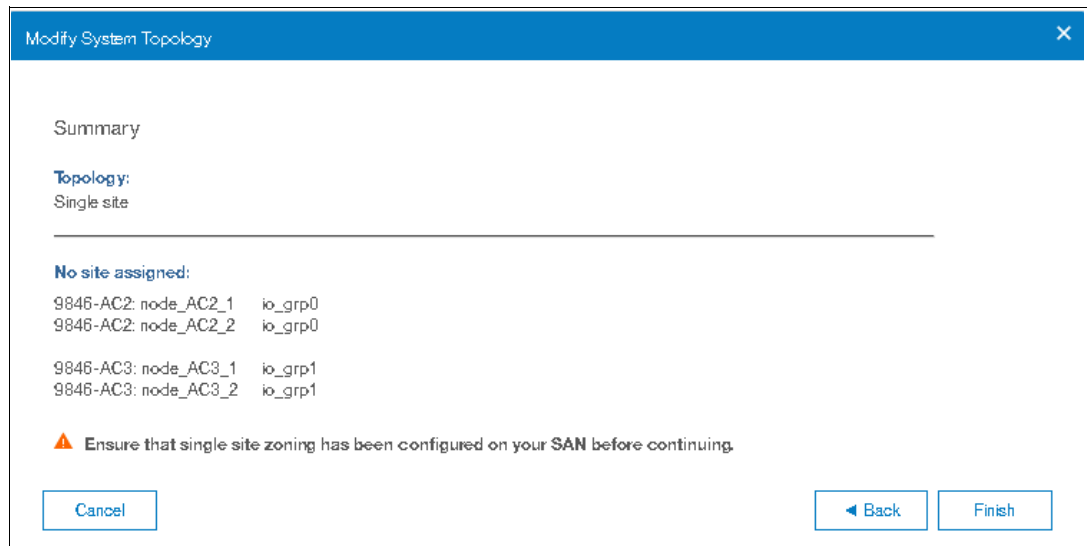 Modify System Topology
Summary
Topology:
Single site
No site assigned:
9846-AC2: node_AC2_1 io_grp0
9846-AC2: node_AC2_2 io_grp0
9846-AC3: node_AC3_1 io_grp1
9846-AC3: node_AC3_2 io_grp1
Ensure that single site zoning has been configured on your SAN before continuing.
Cancel
Back
Finish